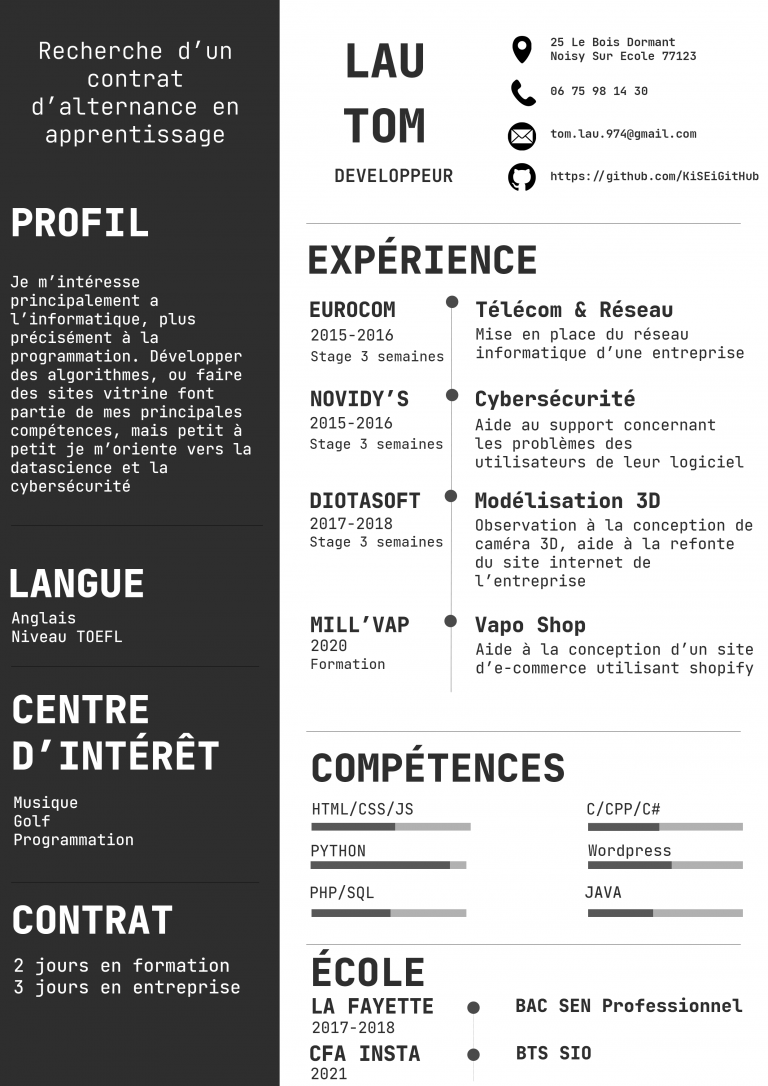 Recherche d’un
contrat
d’alternance en
apprentissage
PROFIL
Je m’intéresse
principalement a
l’informatique, plus
précisément à la
programmation. Développer
des algorithmes, ou faire
des sites vitrine font
partie de mes principales
compétences, mais petit à
petit je m’oriente vers la
datascience et la
cybersécurité
LANGUE
Anglais
Niveau TOEFL
CENTRE
D’INTÉRÊT
Musique
Golf
Programmation
CONTRAT
2 jours en formation
3 jours en entreprise
LAU
TOM
DEVELOPPEUR
25 Le Bois Dormant
Noisy Sur Ecole 77123
06 75 98 14 30
tom.lau.974@gmail.com
https://github.com/KiSEiGitHub
EXPÉRIENCE
EUROCOM
2015-2016
Stage 3 semaines
Télécom & Réseau
Mise en place du réseau
informatique d’une entreprise
NOVIDY’S
2015-2016
Stage 3 semaines
Cybersécurité
Aide au support concernant
les problèmes des
utilisateurs de leur logiciel
DIOTASOFT
2017-2018
Stage 3 semaines
Modélisation 3D
Observation à la conception de
caméra 3D, aide à la refonte
du site internet de
l’entreprise
MILL’VAP
2020
Formation
Vapo Shop
Aide à la conception d’un site
d’e-commerce utilisant shopify
COMPÉTENCES
HTML/CSS/JS
C/CPP/C#
PYTHON
Wordpress
PHP/SQL
JAVA
ÉCOLE
LA FAYETTE
2017-2018
BAC SEN Professionnel
CFA INSTA
2021
BTS SIO